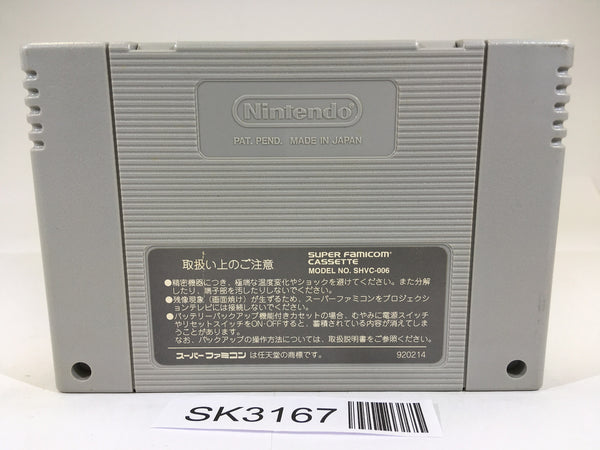 Nintendo®
PAT. PEND. MADE IN JAPAN
取扱い上のご注意
SUPER FAMICOM™
CASSETTE
MODEL NO. SHVC-006
●精密機器につき、極端な温度変化やショックを避けてください。また分解
したり、端子部を汚したりしないでください。
●残像現象（画面焼け）が生ずるため、スーパーファミコンをプロジェクシ
ョンテレビには接続しないでください。
●バッテリーバックアップ機能付きカセットの場合、むやみに電源スイッチ
やリセットスイッチをON・OFFすると、蓄積されている内容が消えてしま
うことがあります。
なお、バックアップの操作方法については、取扱説明書をご参照ください。
スーパーファミコン は任天堂の商標です。
920214
SK3167